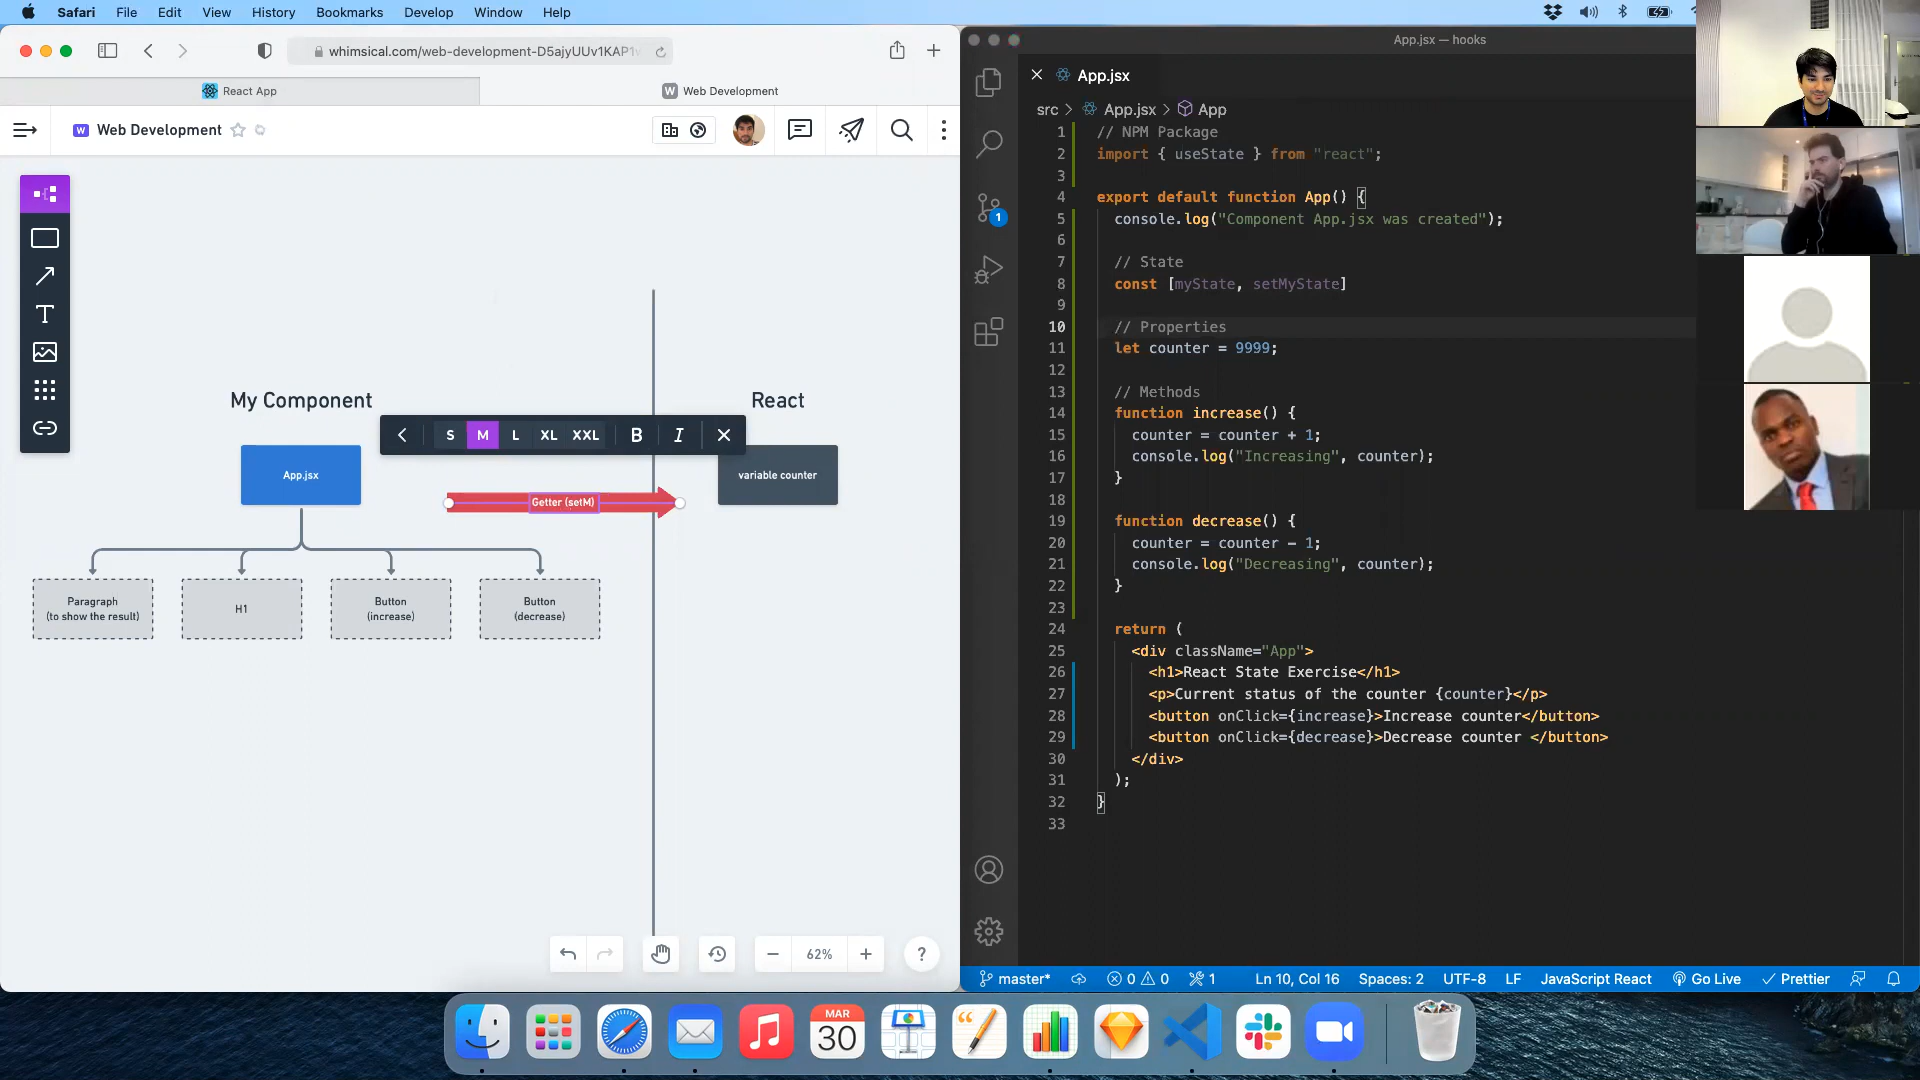 Safari File Edit View History Bookmarks Develop Window Help
whimsical.com/web-development-D5ajyUUv1KAP1
React App
W Web Development
W Web Development
My Component
React
S M L XL XXL B I
App.jsx
variable counter
Getter (setM)
Paragraph
(to show the result)
H1
Button
(increase)
Button
(decrease)
62%
?
App.jsx — hooks
App.jsx
src > App.jsx > App
1
1 // NPM Package
2 import { useState } from "react";
3
4 export default function App() {
5 console.log("Component App.jsx was created");
6
7 // State
8 const [myState, setMyState]
9
10 // Properties
11 let counter = 9999;
12
13 // Methods
14 function increase() {
15 counter = counter + 1;
16 console.log("Increasing", counter);
17 }
18
19 function decrease() {
20 counter = counter - 1;
21 console.log("Decreasing", counter);
22 }
23
24 return (
25 <div className="App">
26 <h1>React State Exercise</h1>
27 <p>Current status of the counter {counter}</p>
28 <button onClick={increase}>Increase counter</button>
29 <button onClick={decrease}>Decrease counter </button>
30 </div>
31 );
32 }
33
master* 0 0 1 Ln 10, Col 16 Spaces: 2 UTF-8 LF JavaScript React Go Live Prettier
MAR
30